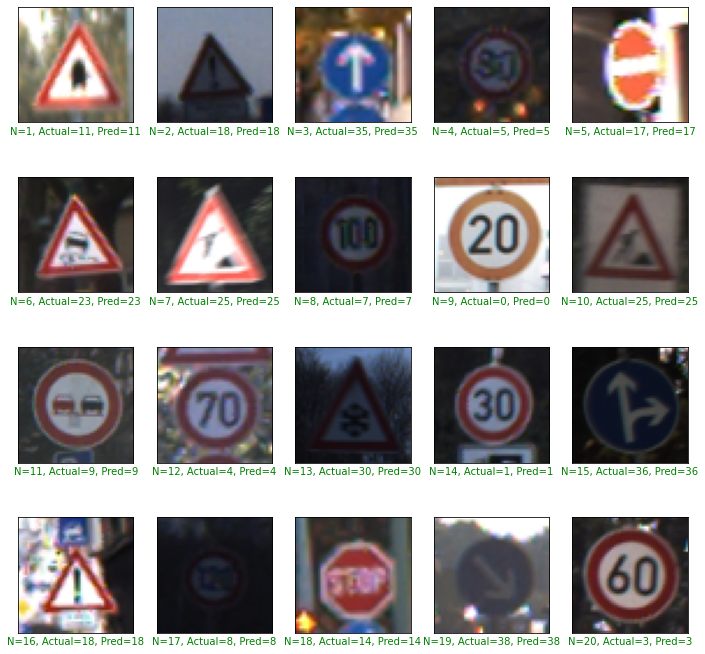 N=1, Actual=11, Pred=11
N=2, Actual=18, Pred=18
N=3, Actual=35, Pred=35
80
N=4, Actual=5, Pred=5
N=5, Actual=17, Pred=17
N=6, Actual=23, Pred=23
N=7, Actual=25, Pred=25
100
N=8, Actual=7, Pred=7
20
N=9, Actual=0, Pred=0
N=10, Actual=25, Pred=25
N=11, Actual=9, Pred=9
70
N=12, Actual=4, Pred=4
N=13, Actual=30, Pred=30
30
N=14, Actual=1, Pred=1
N=15, Actual=36, Pred=36
N=16, Actual=18, Pred=18
120
N=17, Actual=8, Pred=8
STOP
N=18, Actual=14, Pred=14
N=19, Actual=38, Pred=38
60
N=20, Actual=3, Pred=3